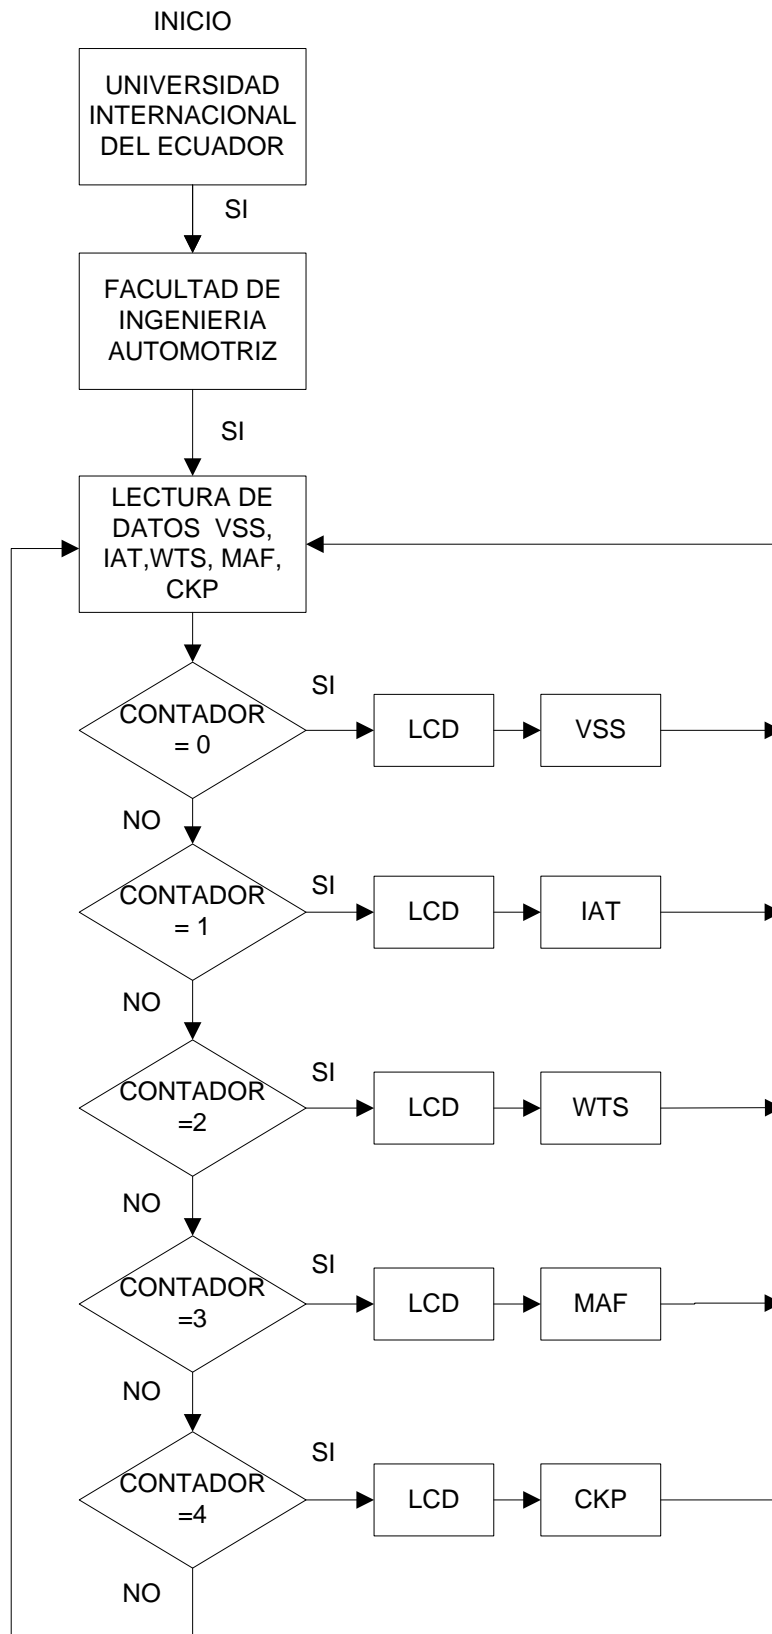 INICIO
UNIVERSIDAD
INTERNACIONAL
DEL ECUADOR
SI
FACULTAD DE
INGENIERIA
AUTOMOTRIZ
SI
LECTURA DE
DATOS  VSS,
IAT,WTS, MAF,
CKP
CONTADOR
= 0
SI
LCD
VSS
NO
CONTADOR
= 1
SI
LCD
IAT
NO
CONTADOR
=2
SI
LCD
WTS
NO
CONTADOR
=3
SI
LCD
MAF
NO
CONTADOR
=4
SI
LCD
CKP
NO